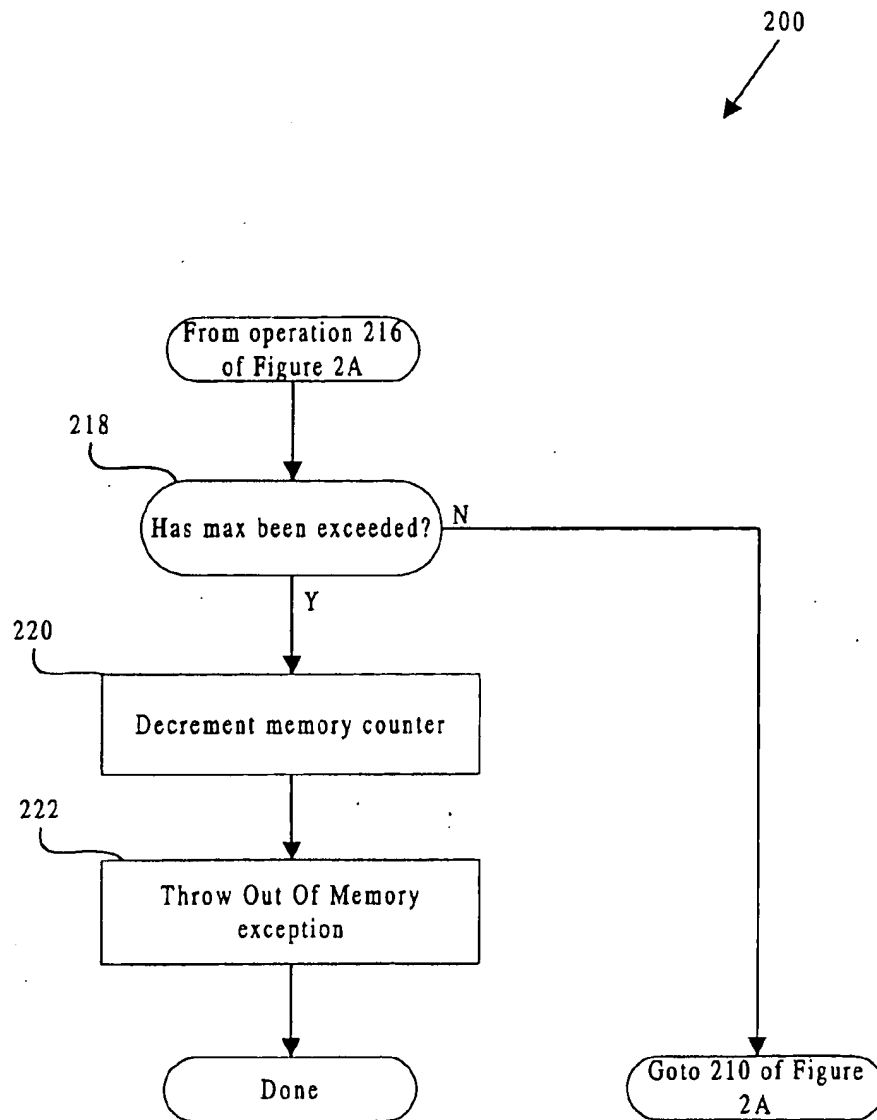 200
From operation 216
of Figure 2A
218
Has max been exceeded?
N
Y
220
Decrement memory counter
222
Throw Out Of Memory
exception
Done
Goto 210 of Figure
2A